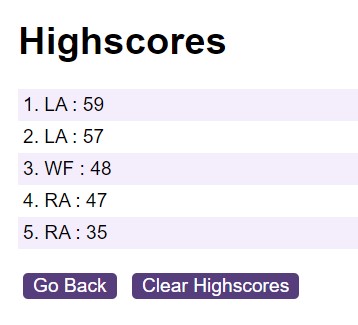 Highscores
1. LA : 59
2. LA : 57
3. WF : 48
4. RA : 47
5. RA : 35
Go Back Clear Highscores